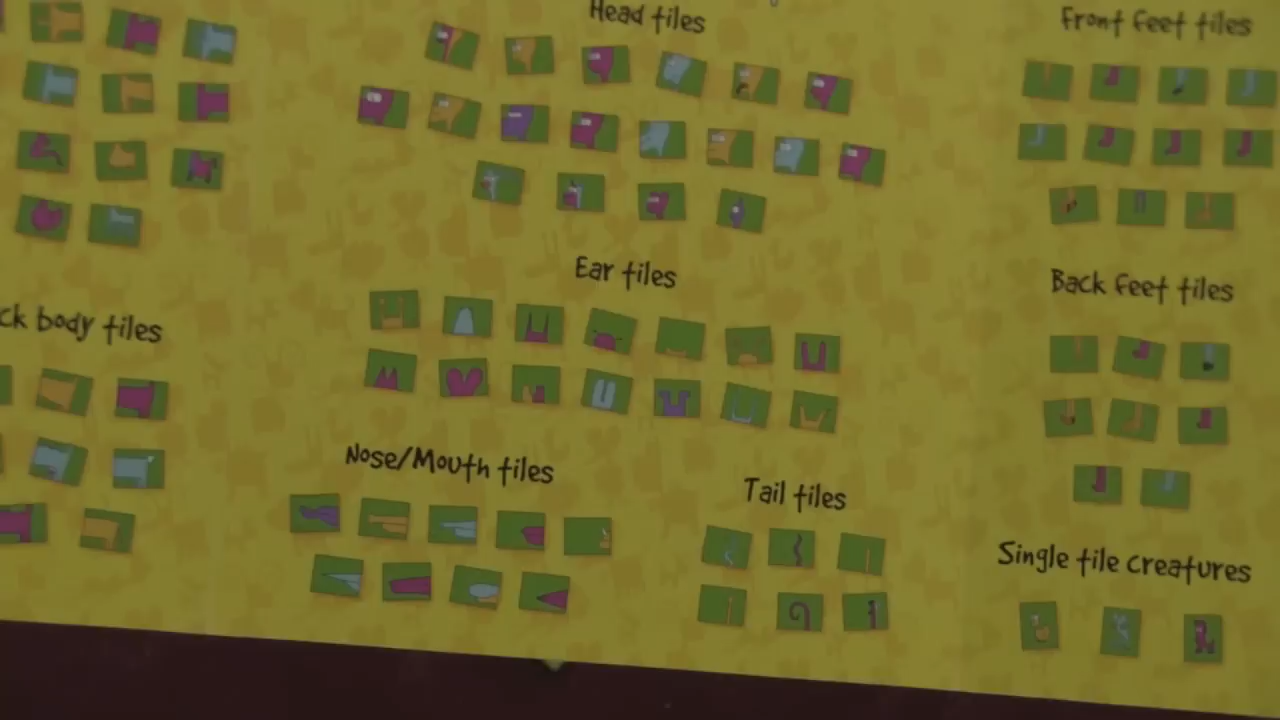 Head tiles
Front feet tiles
Ear tiles
Back feet tiles
ck body tiles
Nose/Mouth tiles
Tail tiles
Single tile creatures